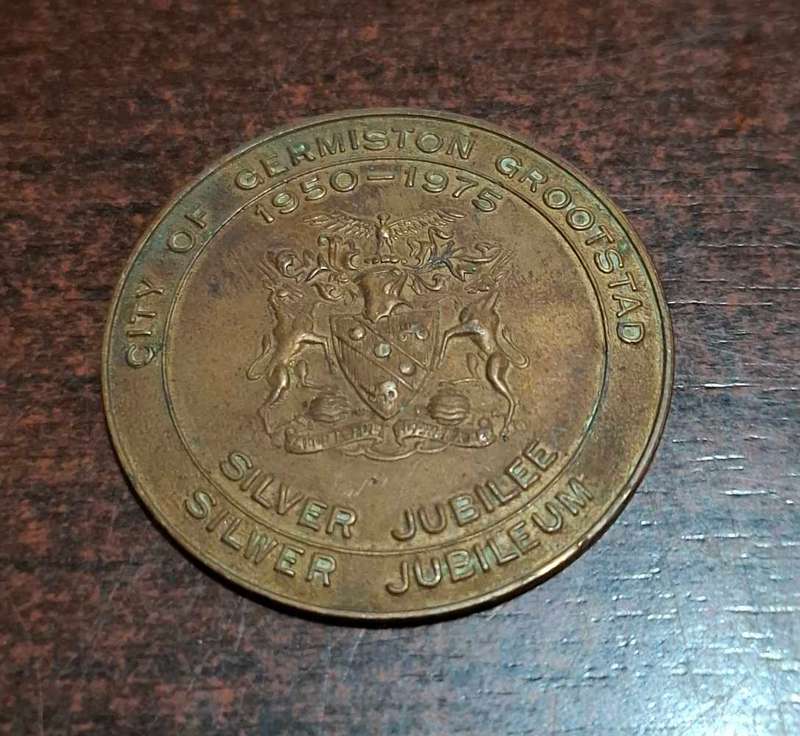 CITY OF GERMISTON GROOTSTAD
1950-1975
SILVER JUBILEE
SILWER JUBILEUM